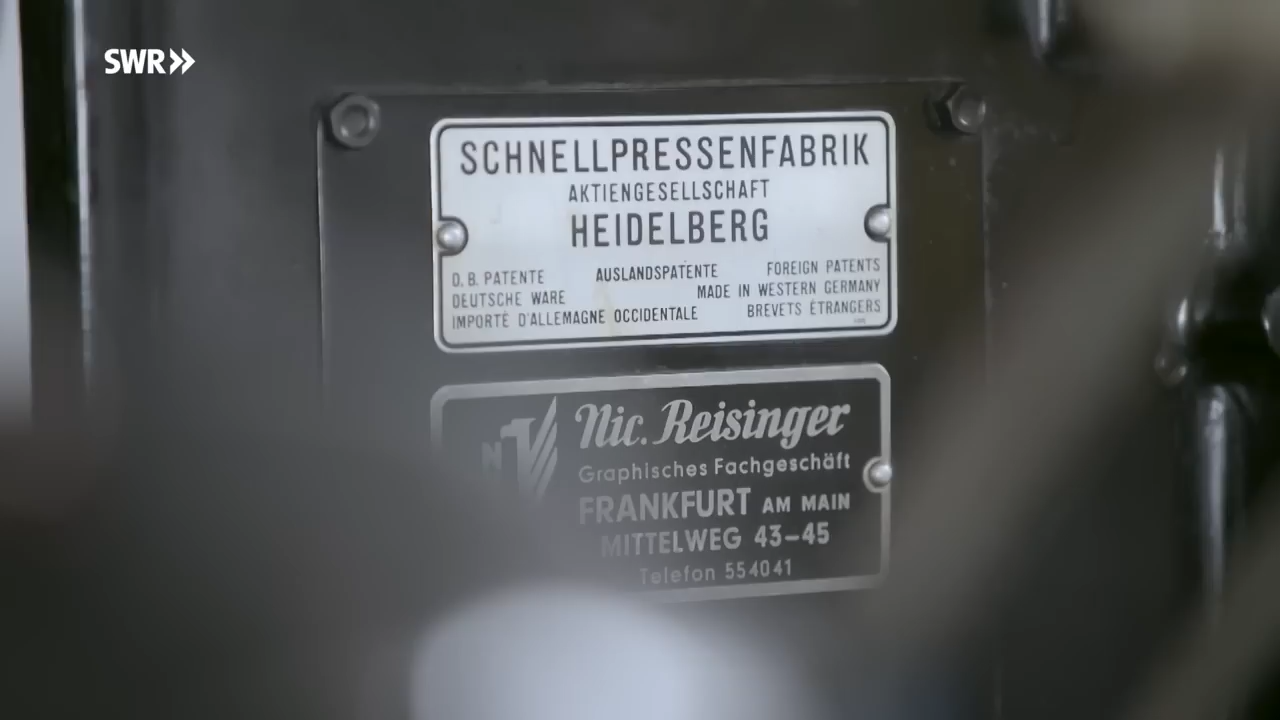 SWR
SCHNELLPRESSENFABRIK
AKTIENGESELLSCHAFT
HEIDELBERG
D. B. PATENTE AUSLANDSPATENTE FOREIGN PATENTS
DEUTSCHE WARE MADE IN WESTERN GERMANY
IMPORTÉ D'ALLEMAGNE OCCIDENTALE BREVETS ÉTRANGERS
Nic. Reisinger
Graphisches Fachgeschäft
FRANKFURT AM MAIN
MITTELWEG 43-45
Telefon 554041